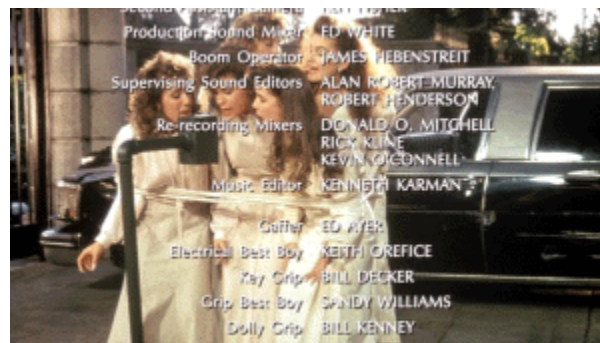 Production Sound Mixer ED WHITE
Boom Operator JAMES HEBENSTREIT
Supervising Sound Editors ALAN ROBERT MURRAY,
ROBERT HENDERSON
Re-recording Mixers DONALD O. MITCHELL
RICK KLINE
KEVIN O'CONNELL
Music Editor KENNETH KARMAN
Gaffer ED AYER
Electrical Best Boy KEITH OREFICE
Key Grip BILL DECKER
Grip Best Boy SANDY WILLIAMS
Dolly Grip BILL KENNEY